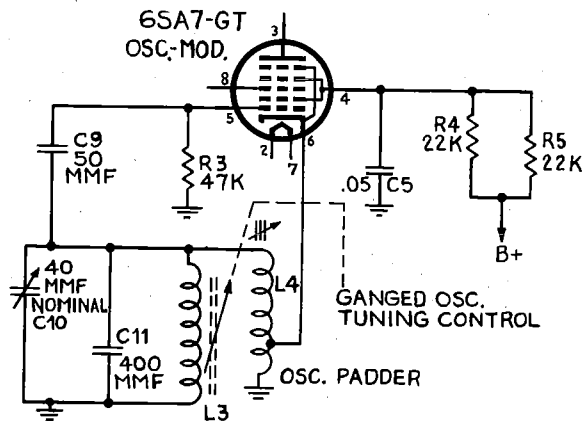 6SA7-GT
OSC.-MOD.
3
8
4
5
6
2
7
C9
50
MMF
R3
47K
.05 C5
R4
22K
R5
22K
B+
40
MMF
NOMINAL
C10
C11
400
MMF
L3
L4
GANGED OSC.
TUNING CONTROL
OSC. PADDER